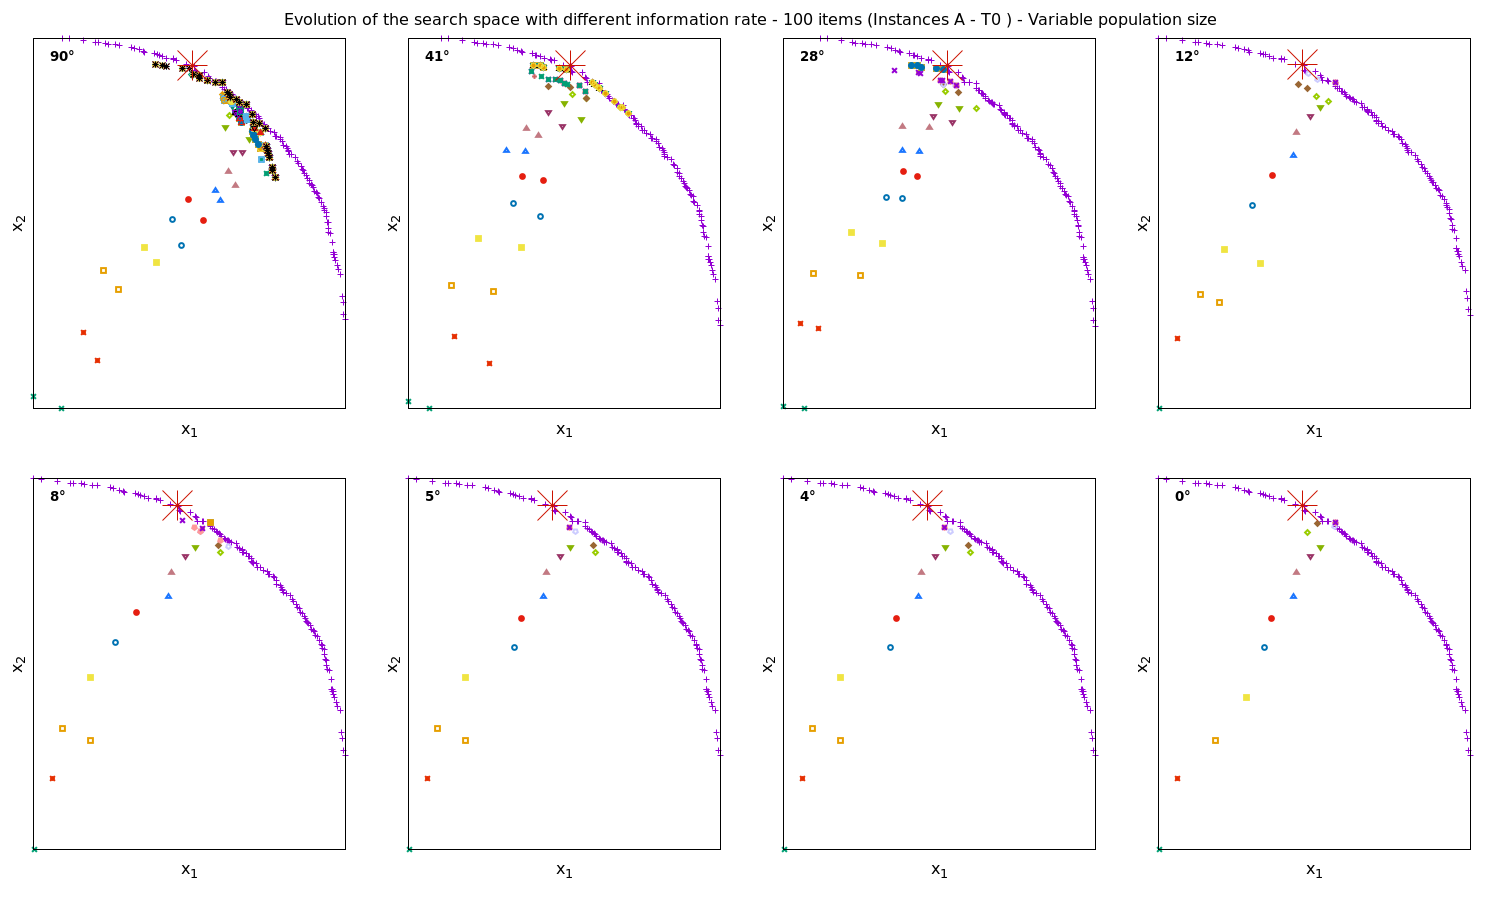 Evolution of the search space with different information rate - 100 items (Instances A - T0 ) - Variable population size
90°
41°
28°
12°
x2
x2
x2
x2
x1
x1
x1
x1
8°
5°
4°
0°
x2
x2
x2
x2
x1
x1
x1
x1